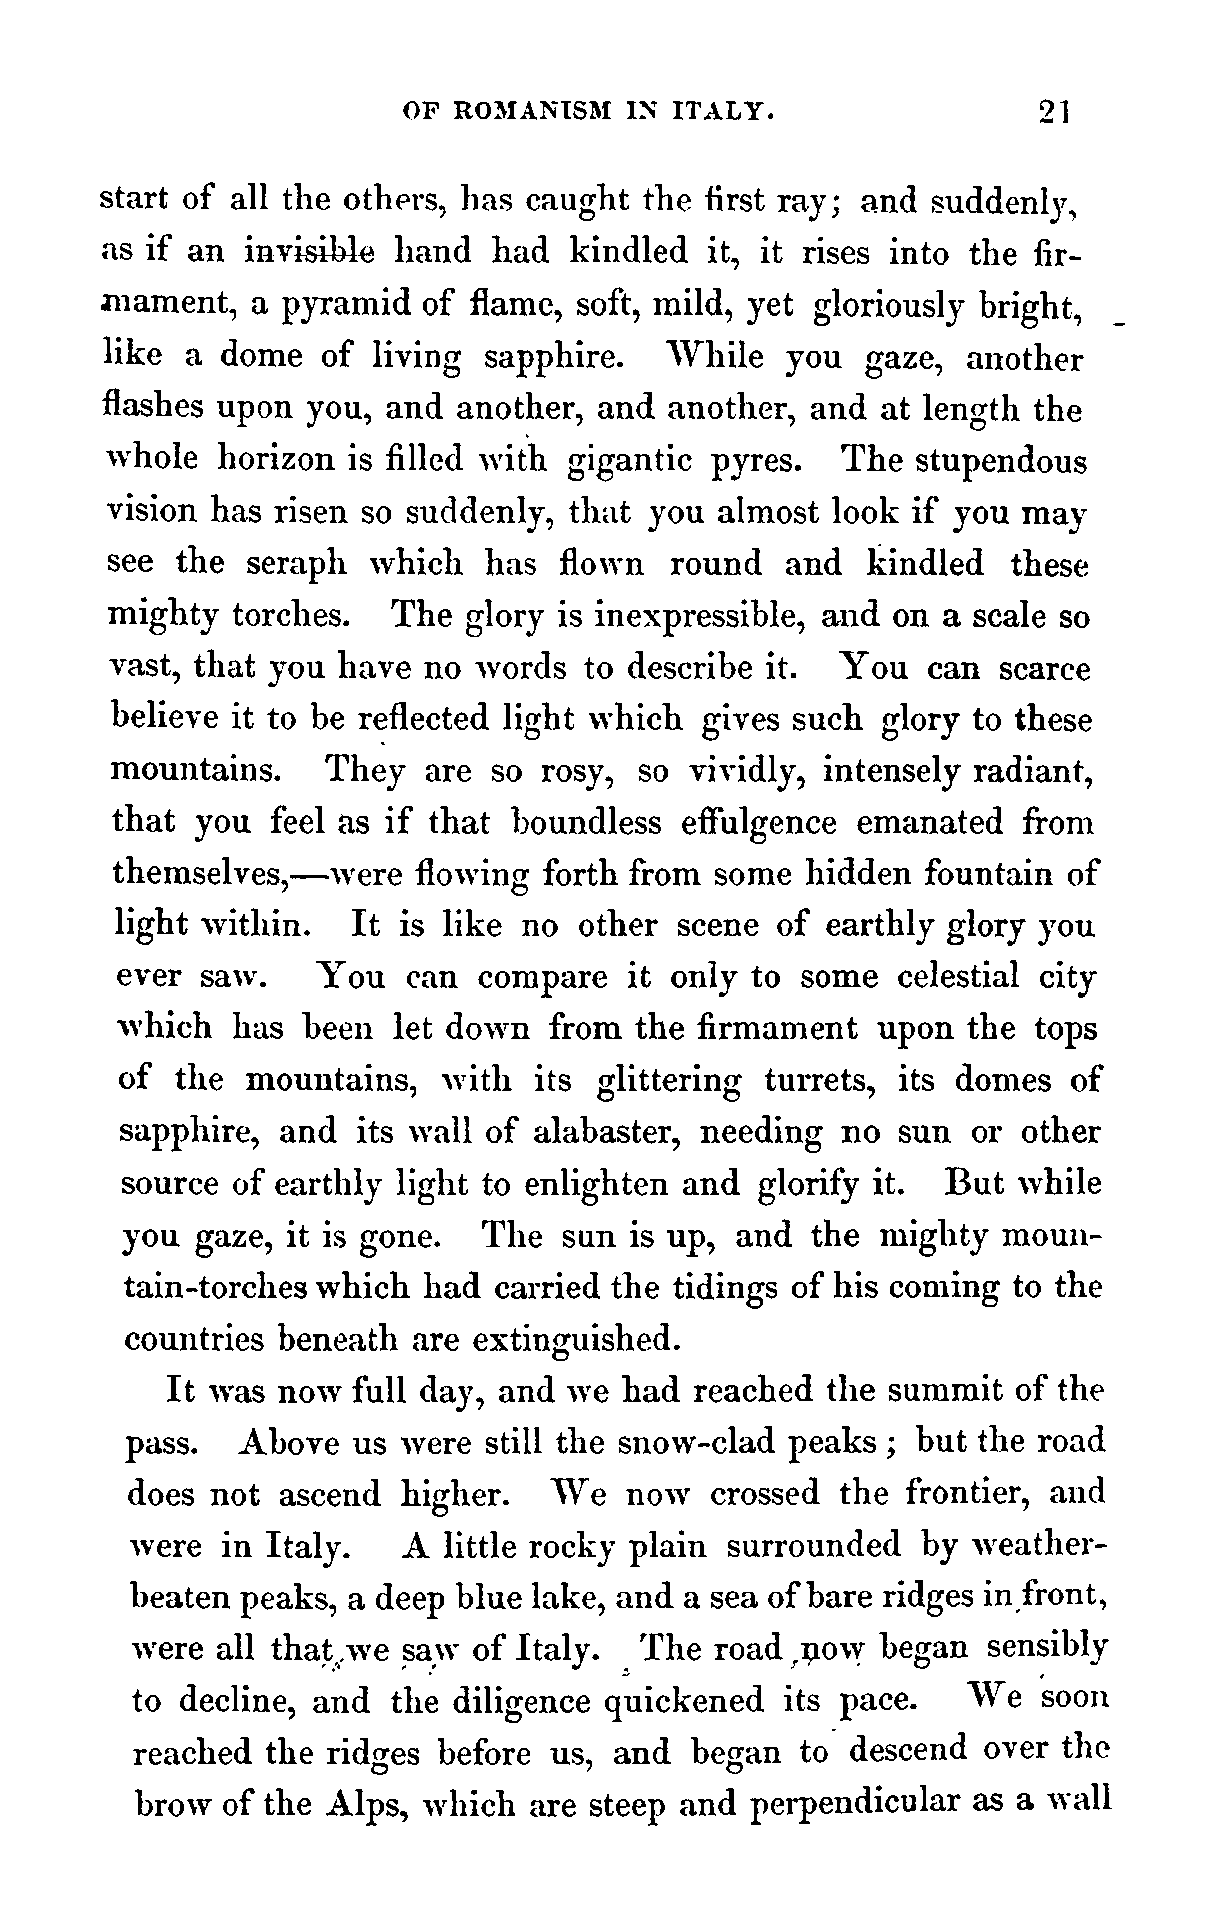 OF ROMANISM IN ITALY. 21
start of all the others, has caught the first ray; and suddenly,
as if an invisible hand had kindled it, it rises into the fir-
mament, a pyramid of flame, soft, mild, yet gloriously bright,
like a dome of living sapphire. While you gaze, another
flashes upon you, and another, and another, and at length the
whole horizon is filled with gigantic pyres. The stupendous
vision has risen so suddenly, that you almost look if you may
see the seraph which has flown round and kindled these
mighty torches. The glory is inexpressible, and on a scale so
vast, that you have no words to describe it. You can scarce
believe it to be reflected light which gives such glory to these
mountains. They are so rosy, so vividly, intensely radiant,
that you feel as if that boundless effulgence emanated from
themselves,—were flowing forth from some hidden fountain of
light within. It is like no other scene of earthly glory you
ever saw. You can compare it only to some celestial city
which has been let down from the firmament upon the tops
of the mountains, with its glittering turrets, its domes of
sapphire, and its wall of alabaster, needing no sun or other
source of earthly light to enlighten and glorify it. But while
you gaze, it is gone. The sun is up, and the mighty moun-
tain-torches which had carried the tidings of his coming to the
countries beneath are extinguished.
It was now full day, and we had reached the summit of the
pass. Above us were still the snow-clad peaks; but the road
does not ascend higher. We now crossed the frontier, and
were in Italy. A little rocky plain surrounded by weather-
beaten peaks, a deep blue lake, and a sea of bare ridges in front,
were all that we saw of Italy. The road now began sensibly
to decline, and the diligence quickened its pace. We soon
reached the ridges before us, and began to descend over the
brow of the Alps, which are steep and perpendicular as a wall